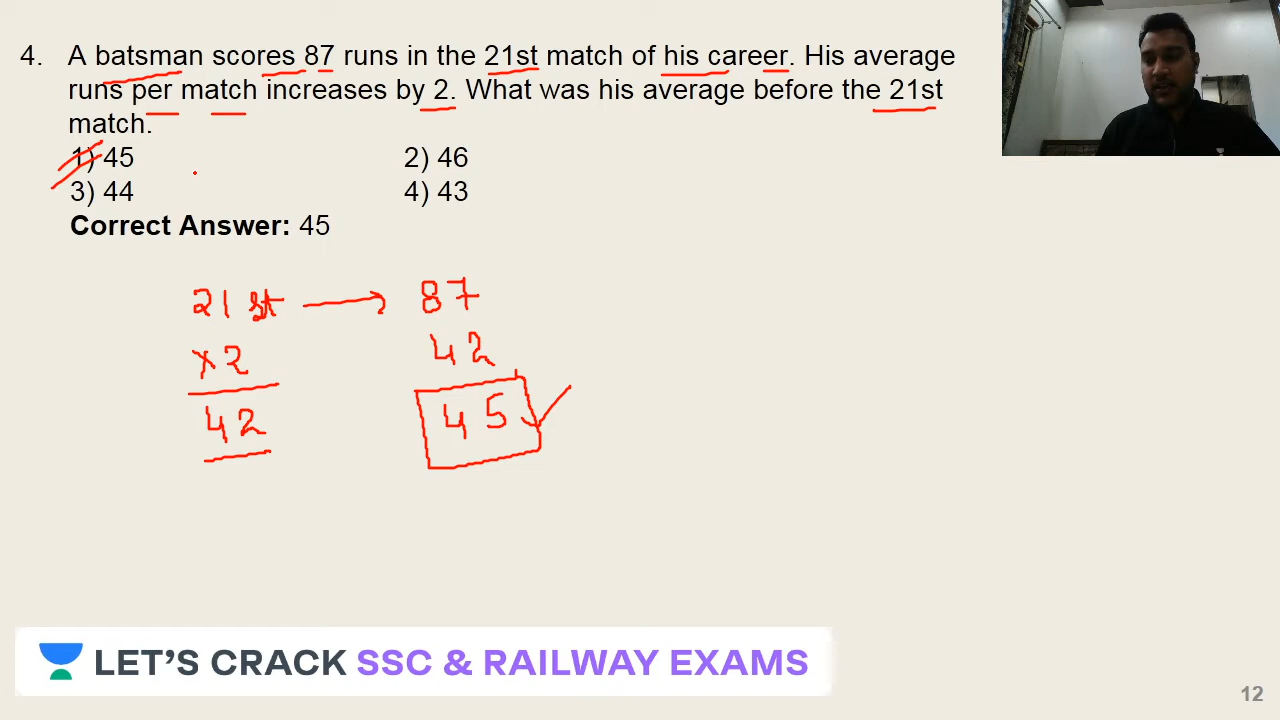 4. A batsman scores 87 runs in the 21st match of his career. His average
runs per match increases by 2. What was his average before the 21st
match.
1) 45 2) 46
3) 44 4) 43
Correct Answer: 45
21 st → 87
×2 42
42 45
LET'S CRACK SSC & RAILWAY EXAMS
12